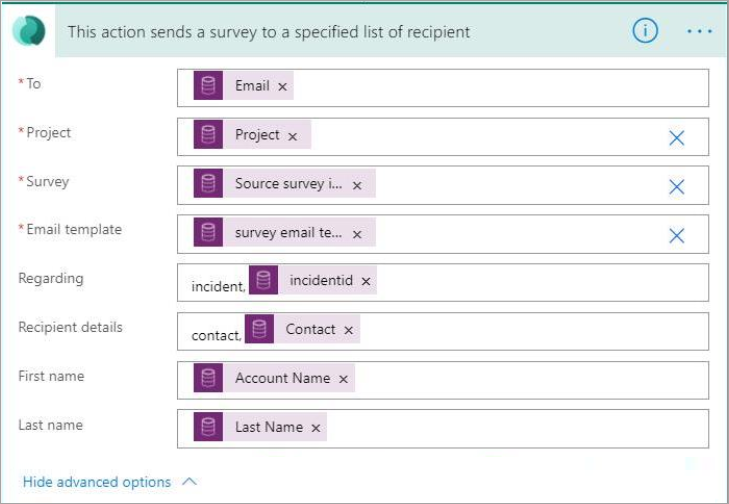 This action sends a survey to a specified list of recipient
* To Email ×
* Project Project ×
* Survey Source survey i... ×
* Email template survey email te... ×
Regarding incident, incidentid ×
Recipient details contact, Contact ×
First name Account Name ×
Last name Last Name ×
Hide advanced options